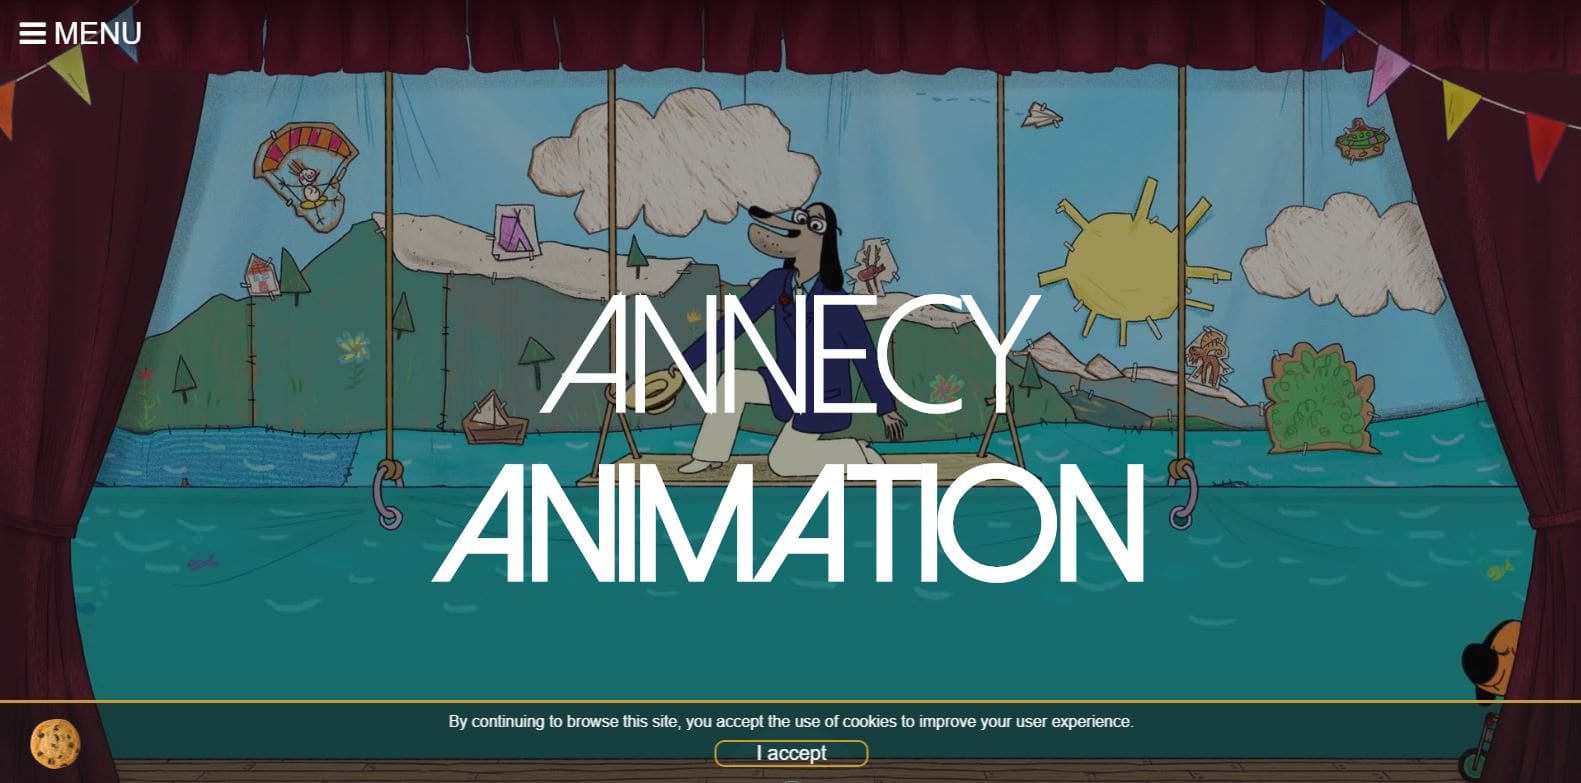 MENU
ANNECY
ANIMATION
By continuing to browse this site, you accept the use of cookies to improve your user experience.
I accept